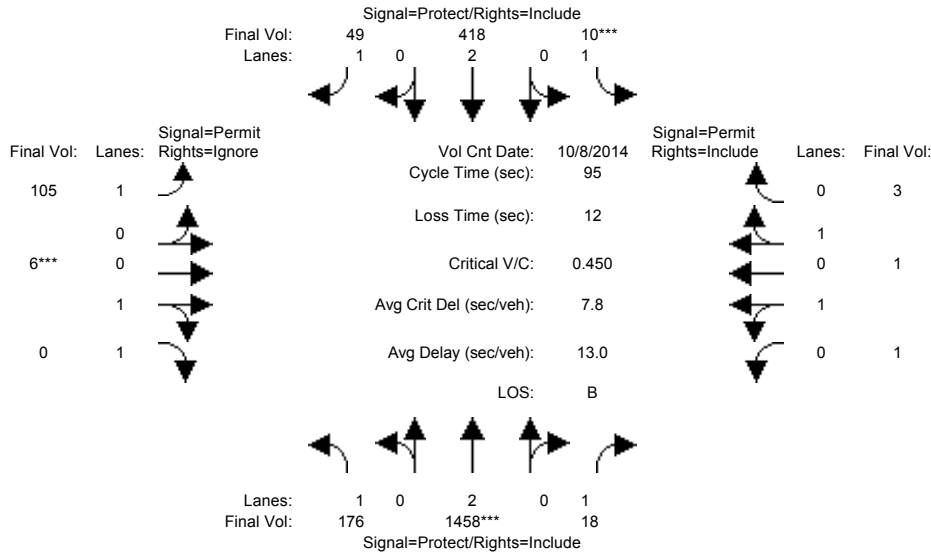 Signal=Protect/Rights=Include
Final Vol: 49 418 10***
Lanes: 1 0 2 0 1
Signal=Permit Signal=Permit
Final Vol: Lanes: Rights=Ignore Vol Cnt Date: 10/8/2014 Rights=Include Lanes: Final Vol:
Cycle Time (sec): 95
105 1 0 3
Loss Time (sec): 12
0 1
6*** 0 Critical V/C: 0.450 0 1
1 Avg Crit Del (sec/veh): 7.8 1
0 1 Avg Delay (sec/veh): 13.0 0 1
LOS: B
Lanes: 1 0 2 0 1
Final Vol: 176 1458*** 18
Signal=Protect/Rights=Include